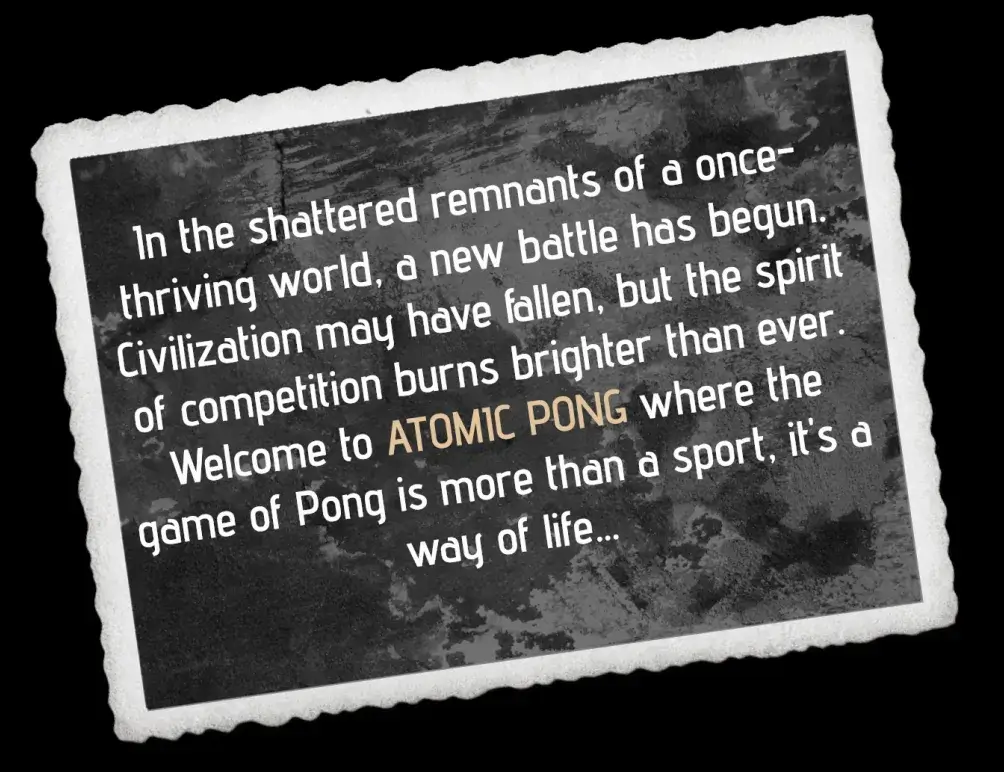 In the shattered remnants of a once-
thriving world, a new battle has begun.
Civilization may have fallen, but the spirit
of competition burns brighter than ever.
Welcome to ATOMIC PONG where the
game of Pong is more than a sport, it's a
way of life...